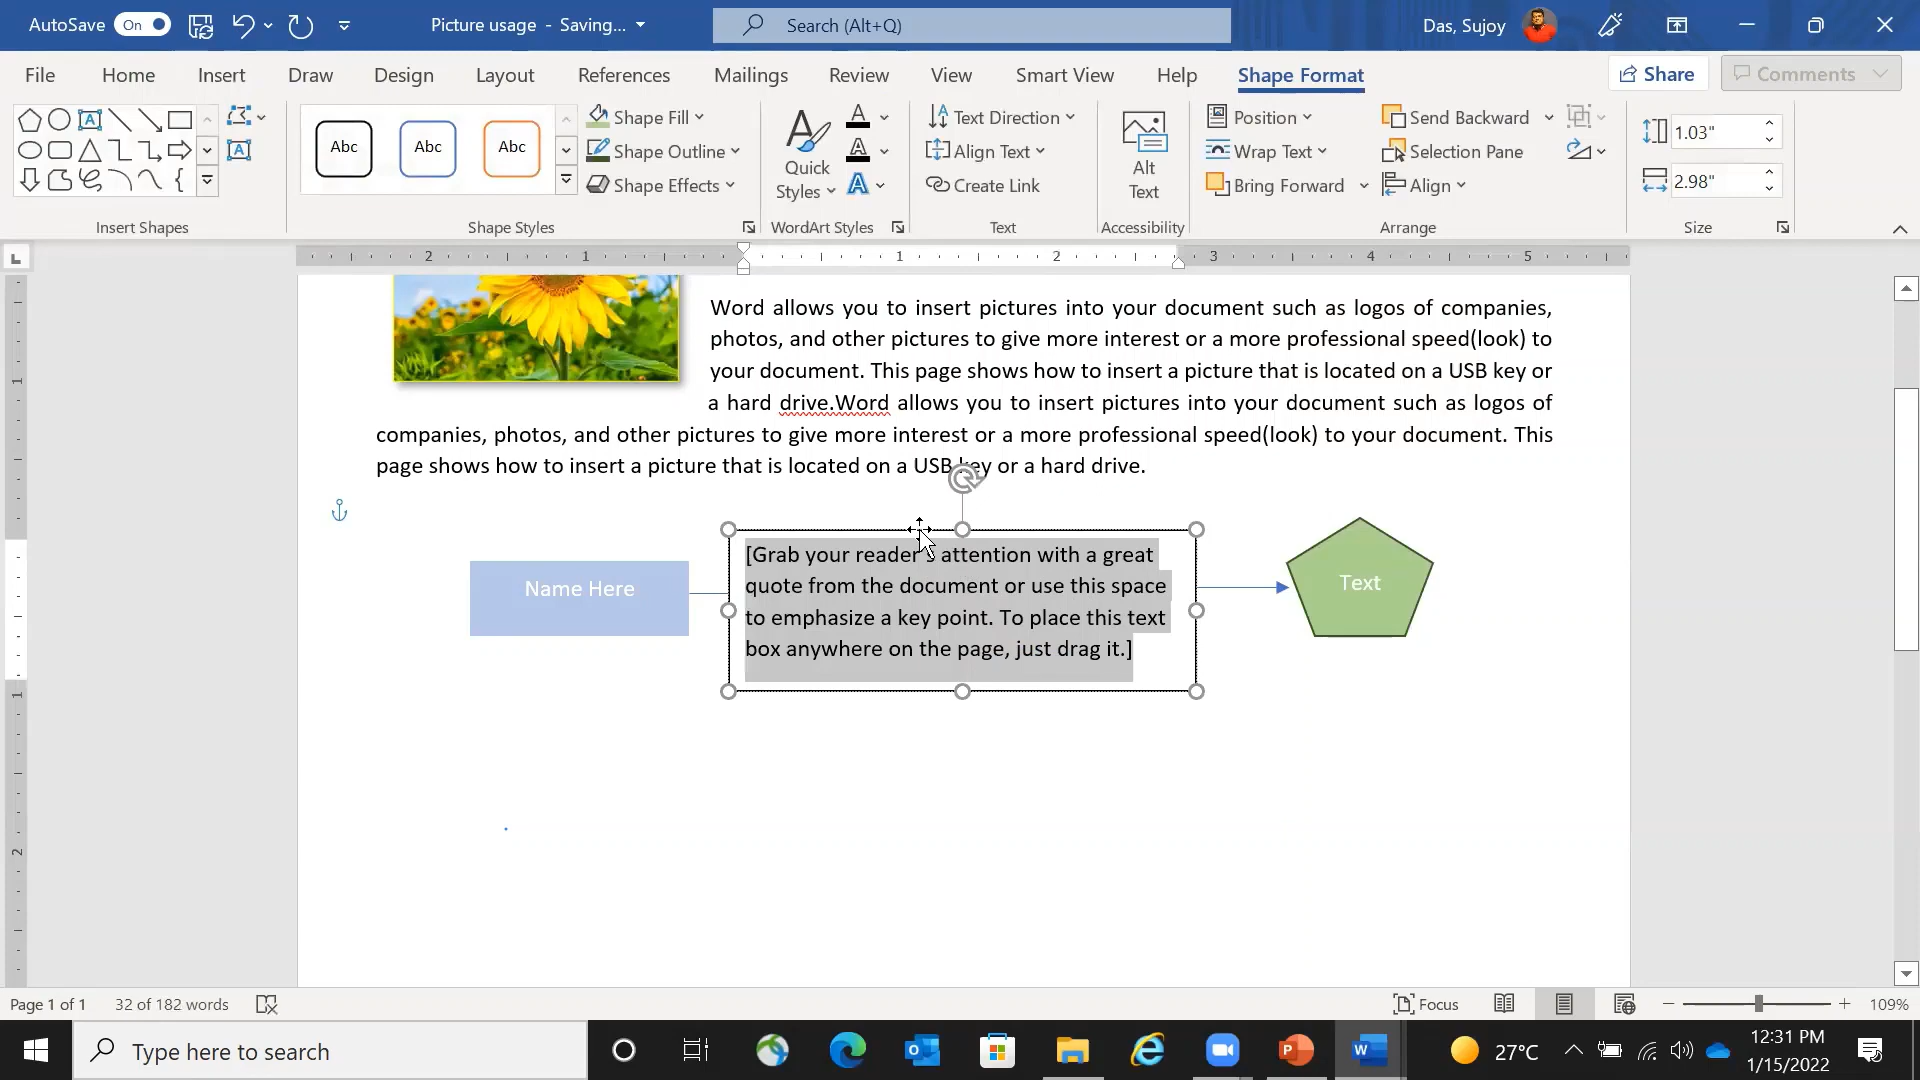 AutoSave On Picture usage - Saving... Search (Alt+Q) Das, Sujoy
File Home Insert Draw Design Layout References Mailings Review View Smart View Help Shape Format Share Comments
Abc Abc Abc
Shape Fill
Shape Outline
Shape Effects
Quick
Styles
Text Direction
Align Text
Create Link
Alt
Text
Position
Wrap Text
Bring Forward
Send Backward
Selection Pane
Align
1.03"
2.98"
Insert Shapes Shape Styles WordArt Styles Text Accessibility Arrange Size
2 1 1 2 3 4 5
Word allows you to insert pictures into your document such as logos of companies,
photos, and other pictures to give more interest or a more professional speed(look) to
your document. This page shows how to insert a picture that is located on a USB key or
a hard drive.Word allows you to insert pictures into your document such as logos of
companies, photos, and other pictures to give more interest or a more professional speed(look) to your document. This
page shows how to insert a picture that is located on a USB key or a hard drive.
Name Here
[Grab your reader's attention with a great
quote from the document or use this space
to emphasize a key point. To place this text
box anywhere on the page, just drag it.]
Text
1
1
2
Page 1 of 1 32 of 182 words Focus 109%
Type here to search 27°C 12:31 PM
1/15/2022